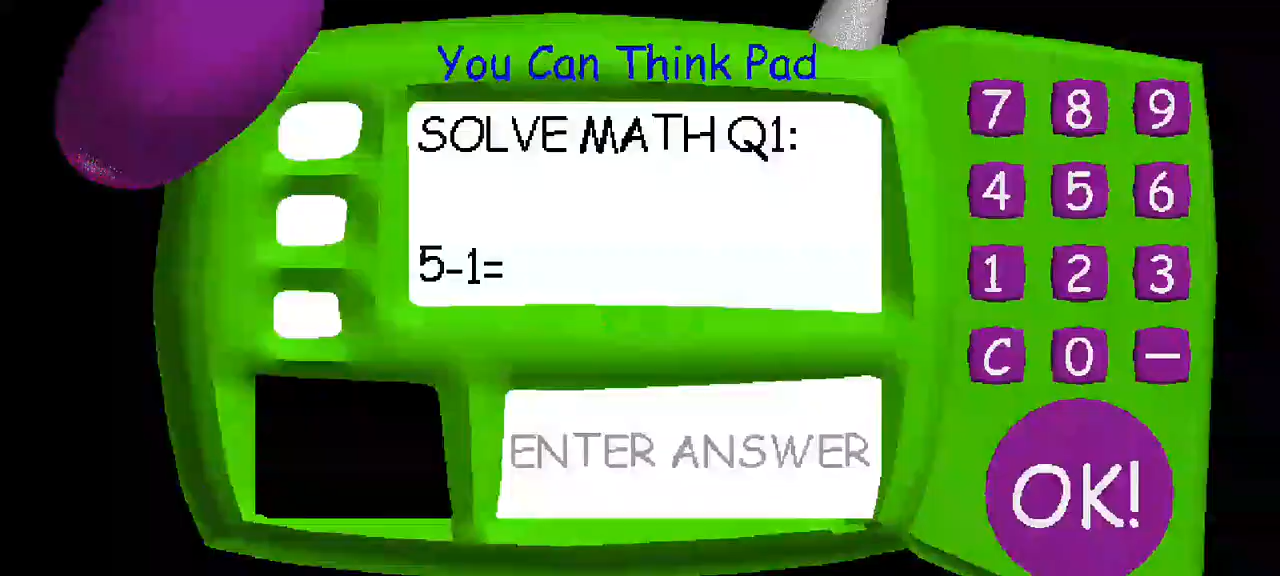 You Can Think Pad
SOLVE MATH Q1:
5-1=
ENTER ANSWER
7 8 9
4 5 6
1 2 3
C 0 –
OK!